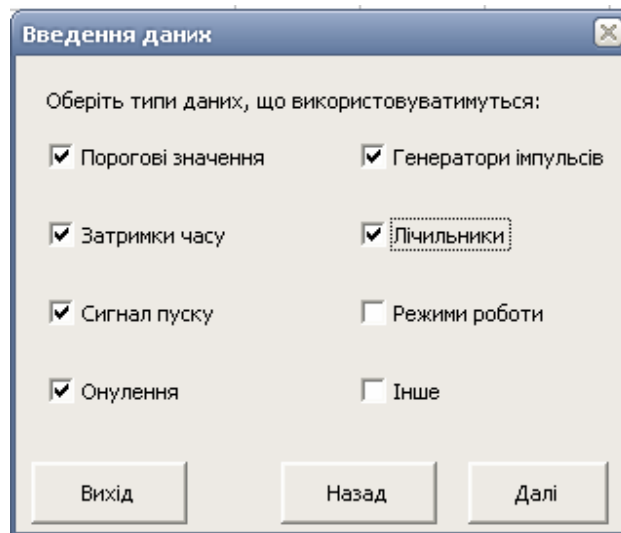 Введення даних
Оберіть типи даних, що використовуватимуться:
Порогові значення
Генератори імпульсів
Затримки часу
Лічильники
Сигнал пуску
Режими роботи
Онулення
Інше
Вихід
Назад
Далі